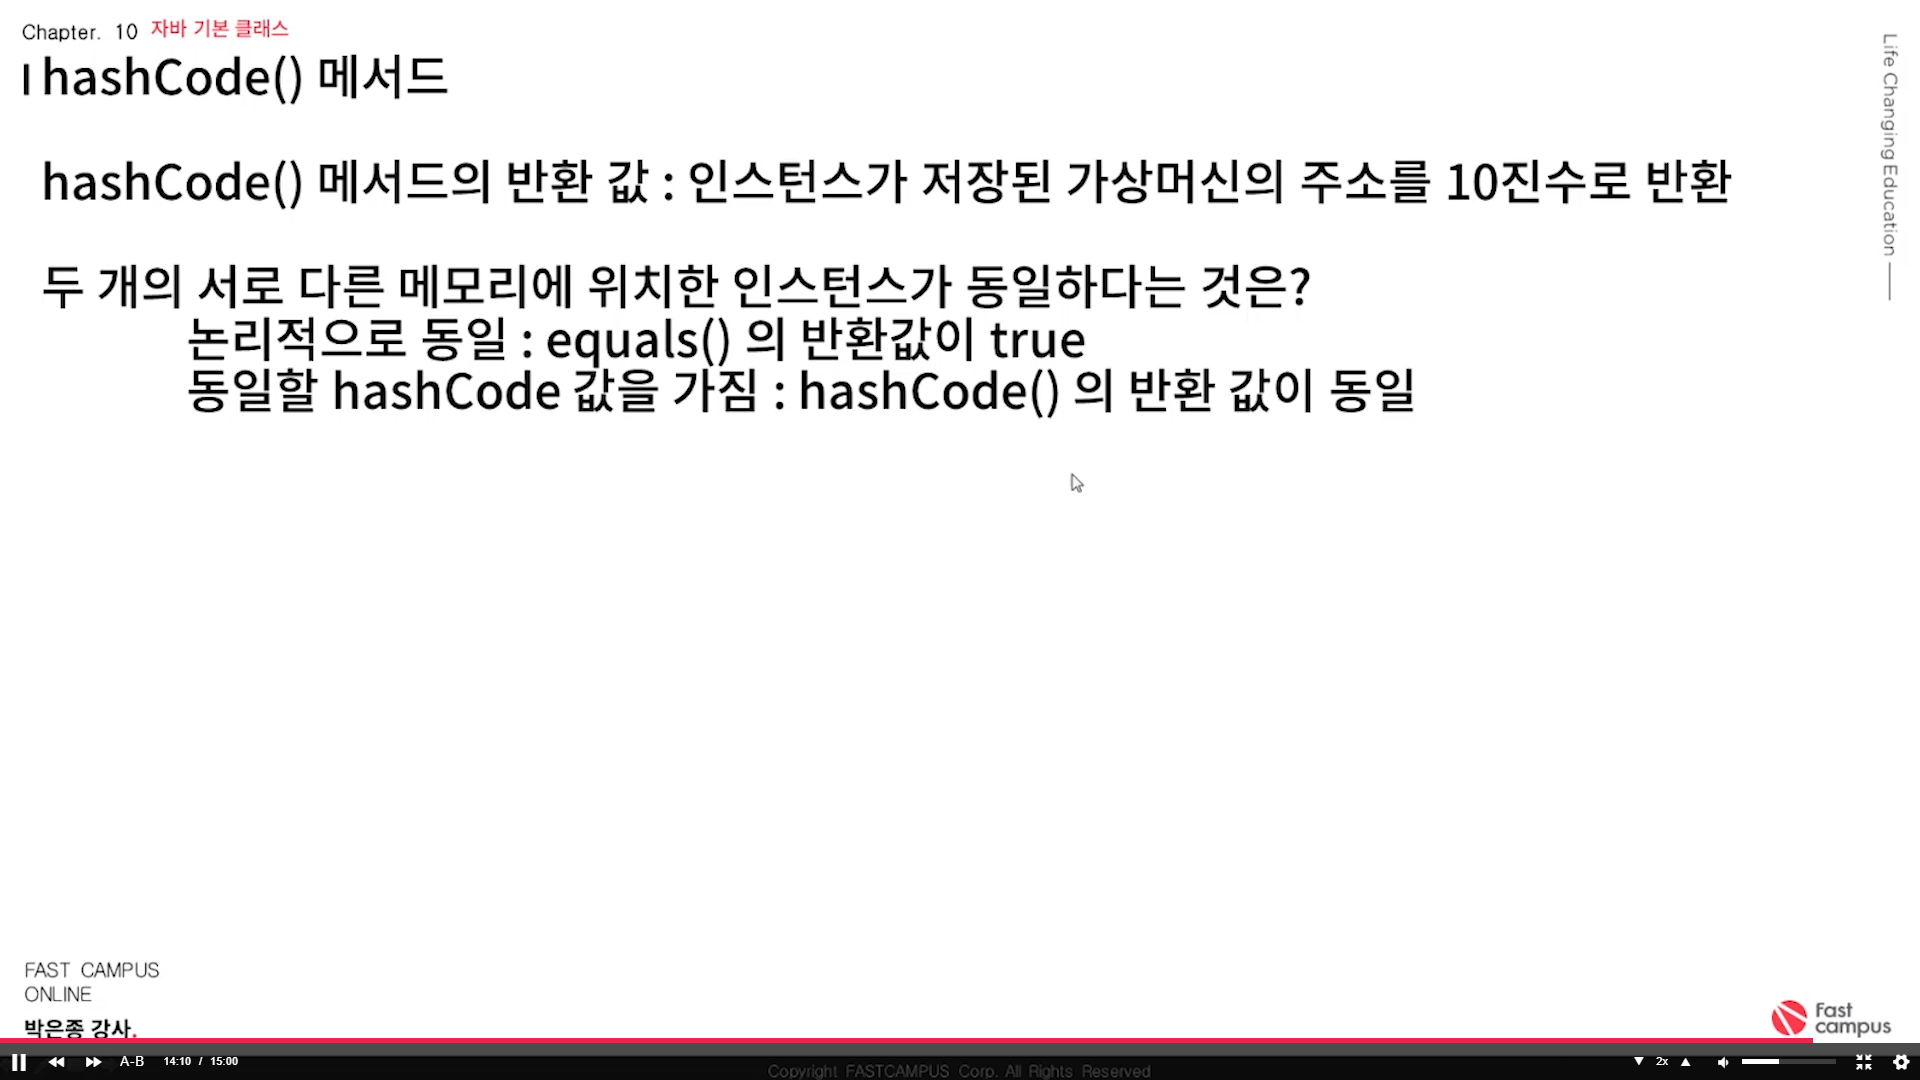 Chapter. 10 자바 기본 클래스
hashCode() 메서드
hashCode() 메서드의 반환 값 : 인스턴스가 저장된 가상머신의 주소를 10진수로 반환
두 개의 서로 다른 메모리에 위치한 인스턴스가 동일하다는 것은?
논리적으로 동일 : equals() 의 반환값이 true
동일할 hashCode 값을 가짐 : hashCode() 의 반환 값이 동일
Life Changing Education
FAST CAMPUS
ONLINE
박은종 강사.
Fast
campus
A-B 14:10 / 15:00 2x
Copyright FASTCAMPUS Corp. All Rights Reserved